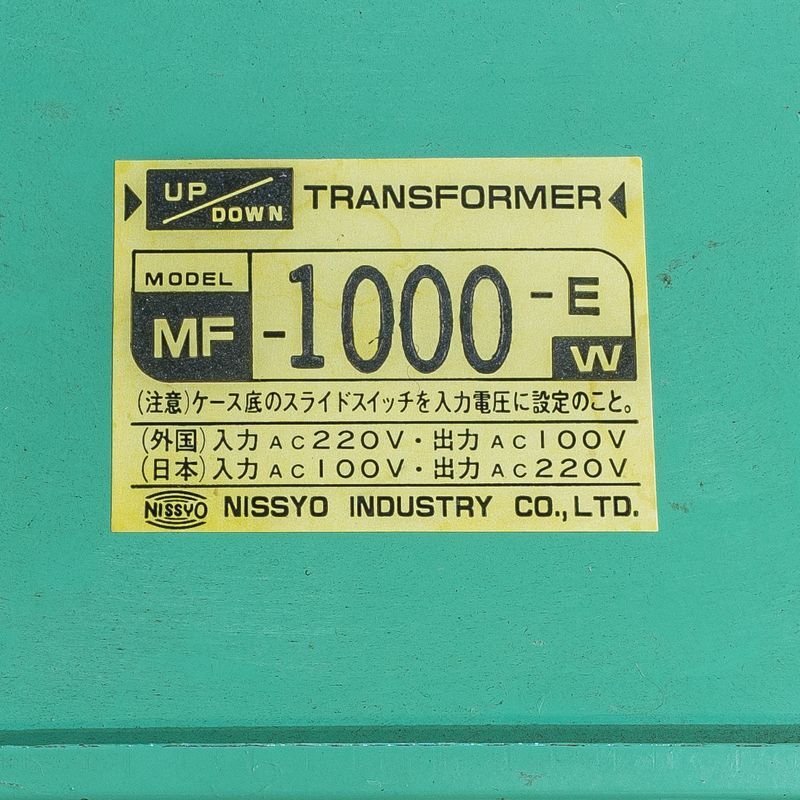 UP/DOWN TRANSFORMER
MODEL
MF-1000-E
W
(注意)ケース底のスライドスイッチを入力電圧に設定のこと。
(外国)入力 AC220V・出力 AC100V
(日本)入力 AC100V・出力 AC220V
NISSYO NISSYO INDUSTRY CO.,LTD.